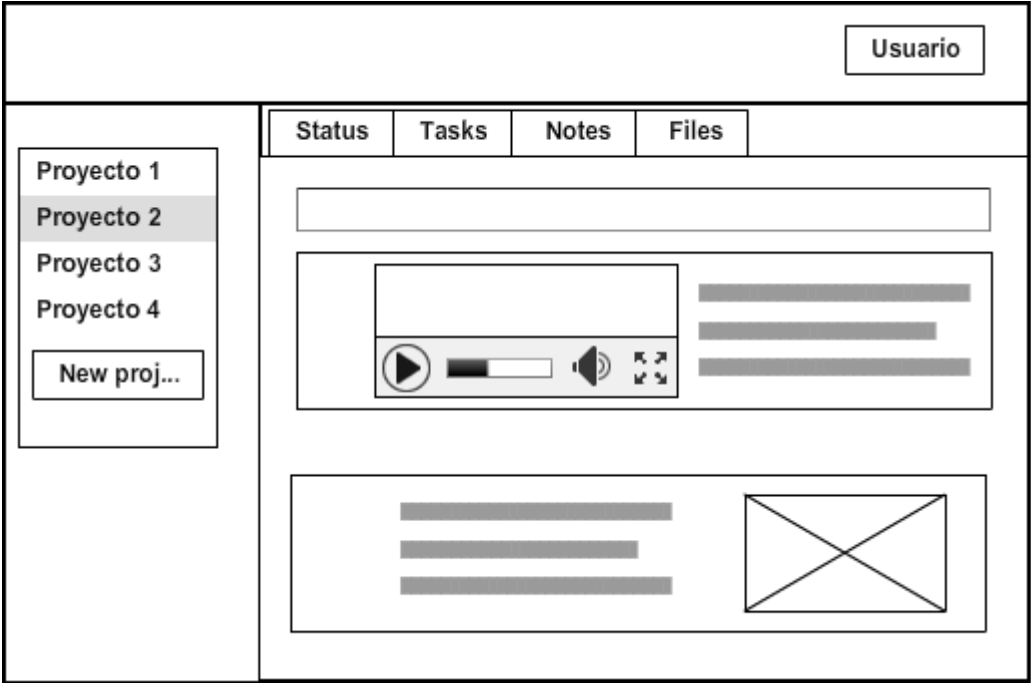 Usuario
Status Tasks Notes Files
Proyecto 1
Proyecto 2
Proyecto 3
Proyecto 4
New proj...